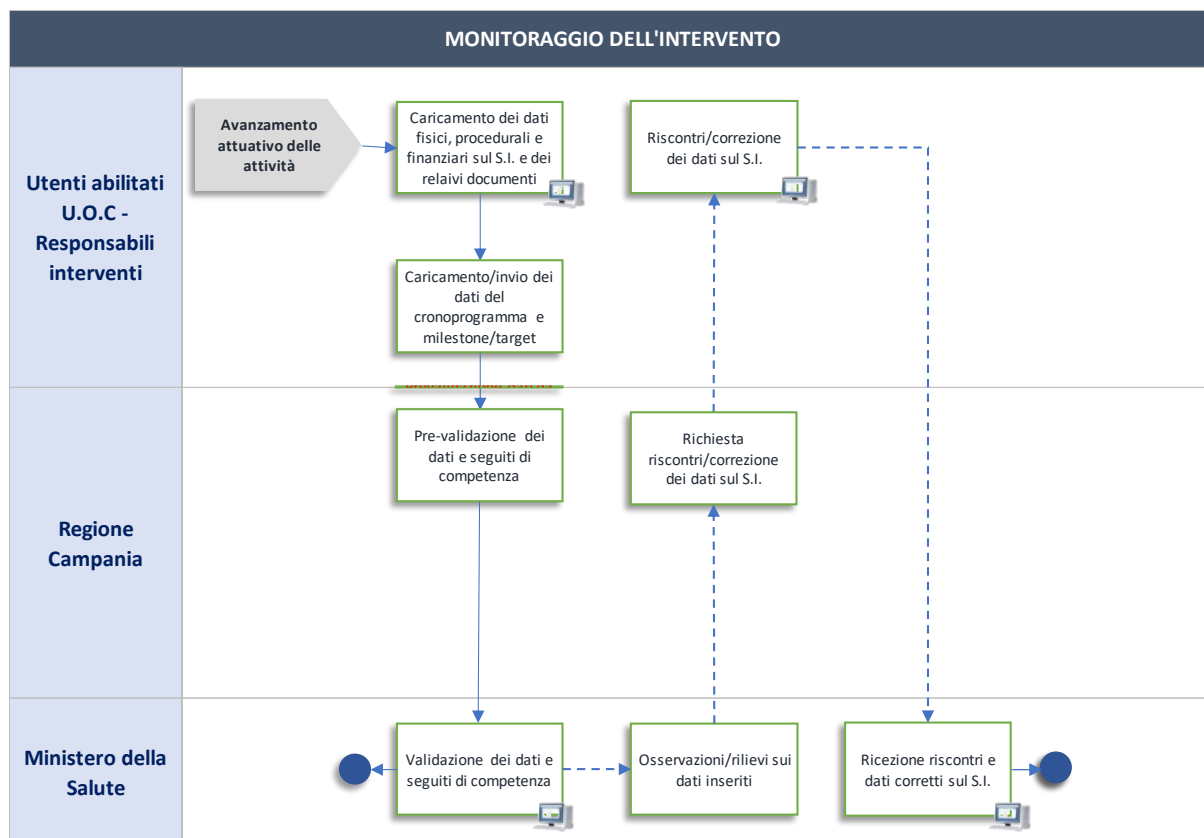 MONITORAGGIO DELL'INTERVENTO
Utenti abilitati
U.O.C -
Responsabili
interventi
Avanzamento
attuativo delle
attività
Caricamento dei dati
fisici, procedurali e
finanziari sul S.I. e dei
relaivi documenti
Riscontri/correzione
dei dati sul S.I.
Caricamento/invio dei
dati del
cronoprogramma e
milestone/target
Regione
Campania
Pre-validazione dei
dati e seguiti di
competenza
Richiesta
riscontri/correzione
dei dati sul S.I.
Ministero della
Salute
Validazione dei dati e
seguiti di competenza
Osservazioni/rilievi sui
dati inseriti
Ricezione riscontri e
dati corretti sul S.I.